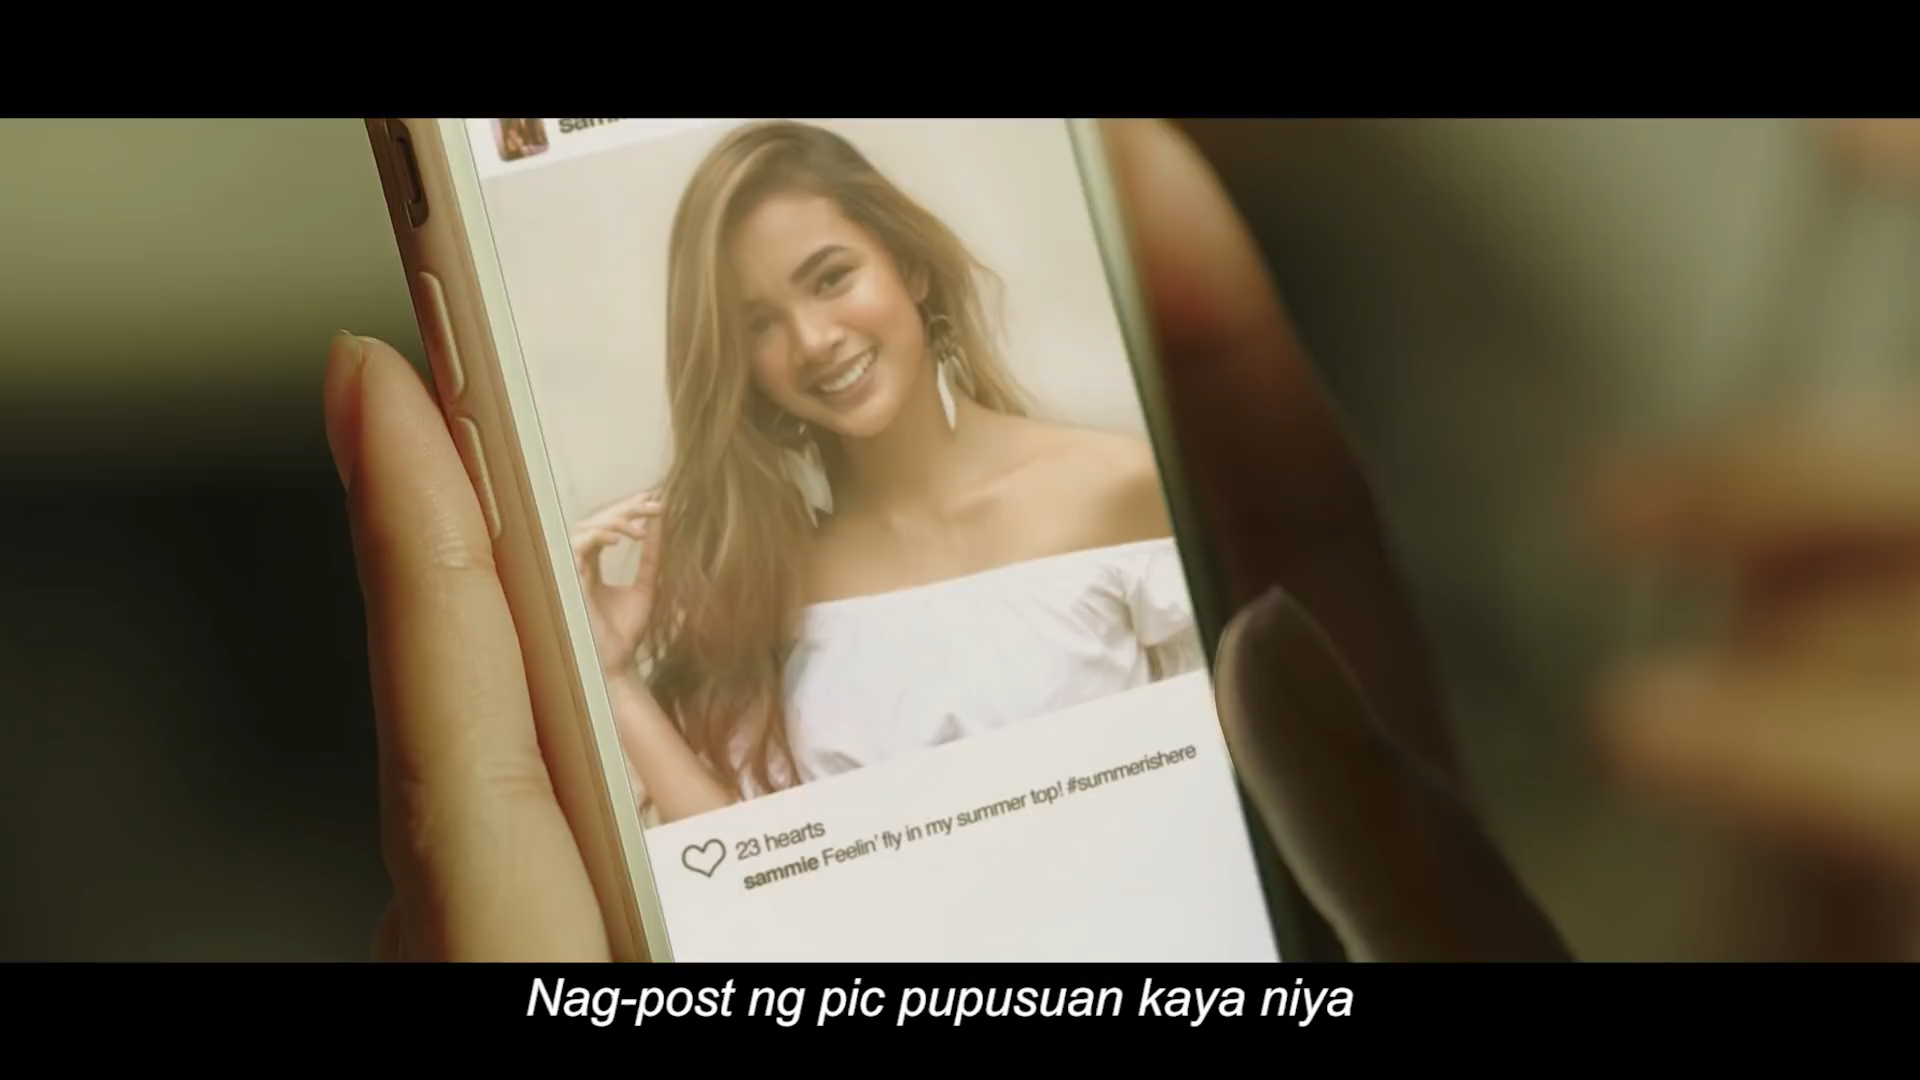 23 hearts
sammie Feelin' fly in my summer top! #summerishere
Nag-post ng pic pupusuan kaya niya